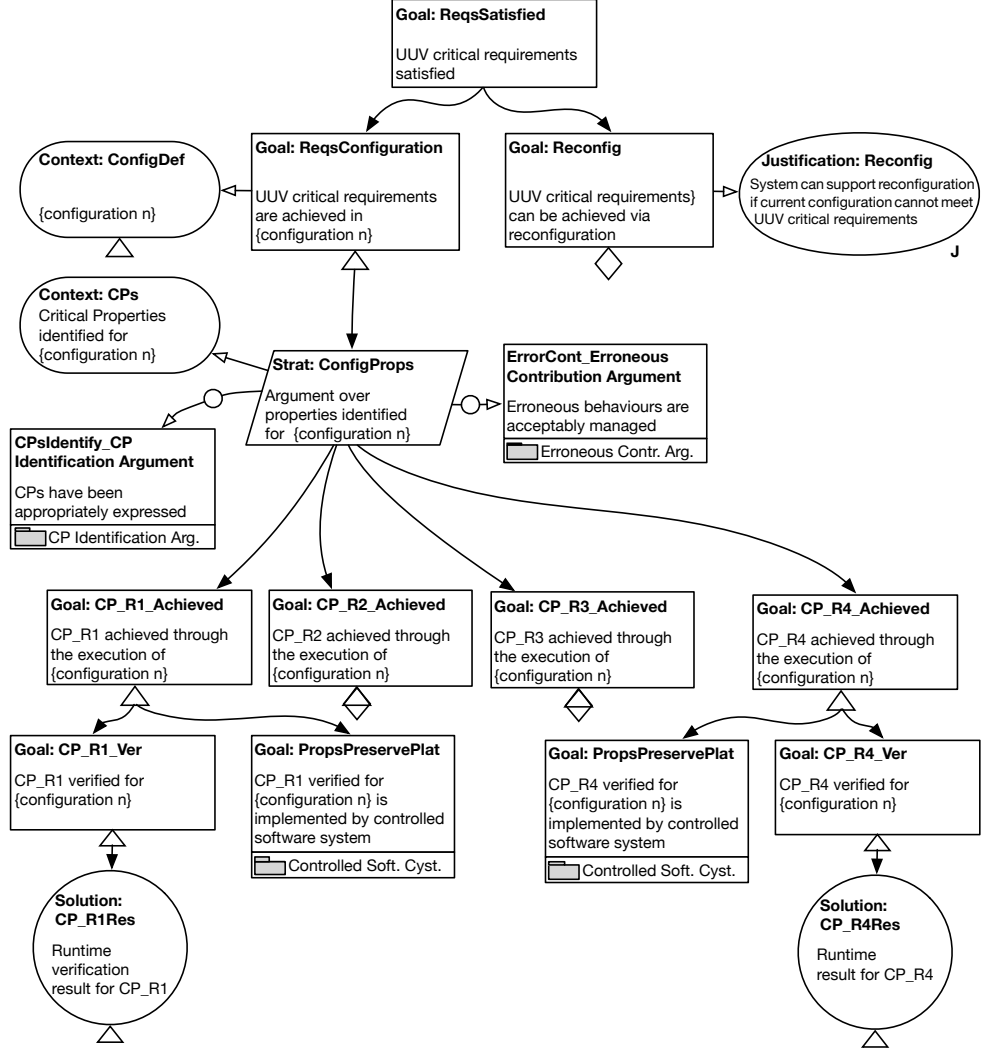 Goal: ReqsSatisfied
UUV critical requirements
satisfied
Context: ConfigDef
{configuration n}
Goal: ReqsConfiguration
UUV critical requirements
are achieved in
{configuration n}
Goal: Reconfig
UUV critical requirements}
can be achieved via
reconfiguration
Justification: Reconfig
System can support reconfiguration
if current configuration cannot meet
UUV critical requirements
J
Context: CPs
Critical Properties
identified for
{configuration n}
Strat: ConfigProps
Argument over
properties identified
for {configuration n}
ErrorCont_Erroneous
Contribution Argument
Erroneous behaviours are
acceptably managed
Erroneous Contr. Arg.
CPsIdentify_CP
Identification Argument
CPs have been
appropriately expressed
CP Identification Arg.
Goal: CP_R1_Achieved
CP_R1 achieved through
the execution of
{configuration n}
Goal: CP_R2_Achieved
CP_R2 achieved through
the execution of
{configuration n}
Goal: CP_R3_Achieved
CP_R3 achieved through
the execution of
{configuration n}
Goal: CP_R4_Achieved
CP_R4 achieved through
the execution of
{configuration n}
Goal: CP_R1_Ver
CP_R1 verified for
{configuration n}
Goal: PropsPreservePlat
CP_R1 verified for
{configuration n} is
implemented by controlled
software system
Controlled Soft. Cyst.
Goal: PropsPreservePlat
CP_R4 verified for
{configuration n} is
implemented by controlled
software system
Controlled Soft. Cyst.
Goal: CP_R4_Ver
CP_R4 verified for
{configuration n}
Solution:
CP_R1Res
Runtime
verification
result for CP_R1
Solution:
CP_R4Res
Runtime
result for CP_R4